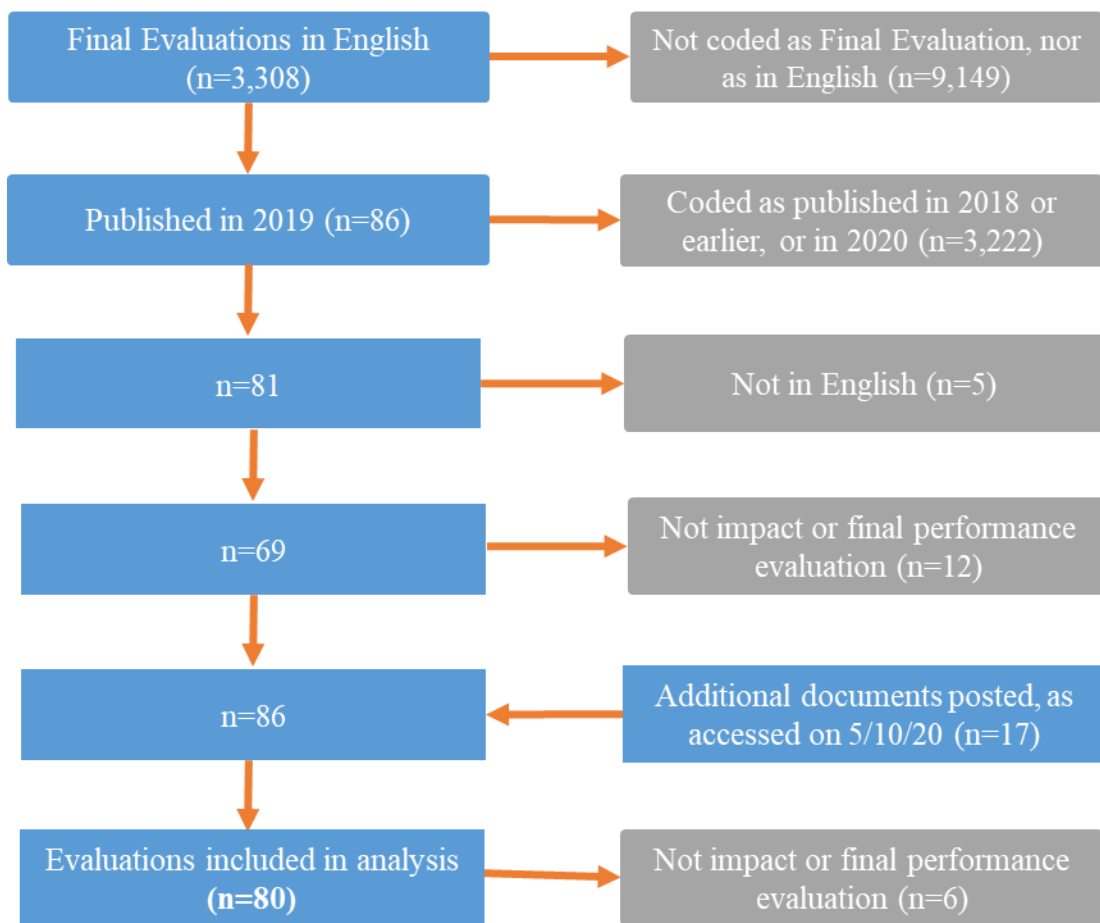 Final Evaluations in English
(n=3,308)
Not coded as Final Evaluation, nor
as in English (n=9,149)
Published in 2019 (n=86)
Coded as published in 2018 or
earlier, or in 2020 (n=3,222)
n=81
Not in English (n=5)
n=69
Not impact or final performance
evaluation (n=12)
n=86
Additional documents posted, as
accessed on 5/10/20 (n=17)
Evaluations included in analysis
(n=80)
Not impact or final performance
evaluation (n=6)